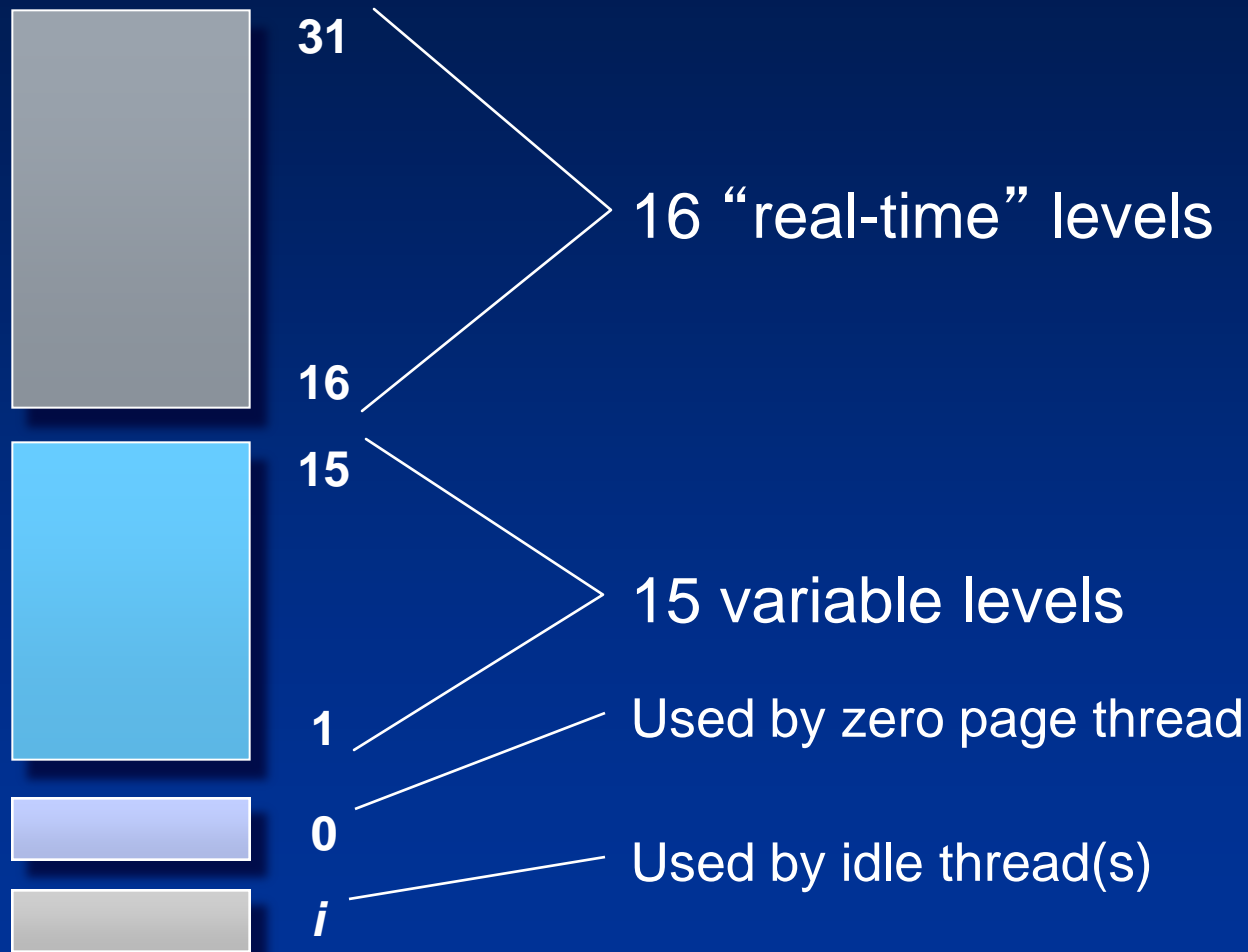 31
16 “real-time” levels
16
15
15 variable levels
1
Used by zero page thread
0
Used by idle thread(s)
i